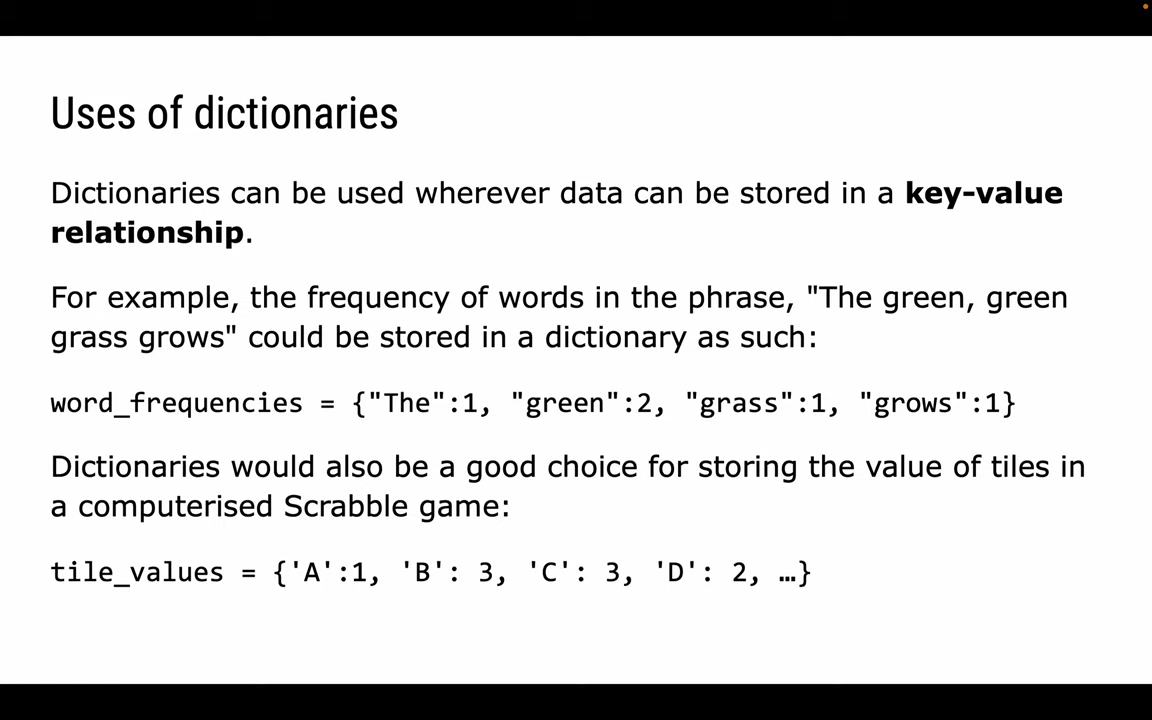 Uses of dictionaries
Dictionaries can be used wherever data can be stored in a key-value
relationship.
For example, the frequency of words in the phrase, "The green, green
grass grows" could be stored in a dictionary as such:
word_frequencies = {"The":1, "green":2, "grass":1, "grows":1}
Dictionaries would also be a good choice for storing the value of tiles in
a computerised Scrabble game:
tile_values = {'A':1, 'B': 3, 'C': 3, 'D': 2, …}